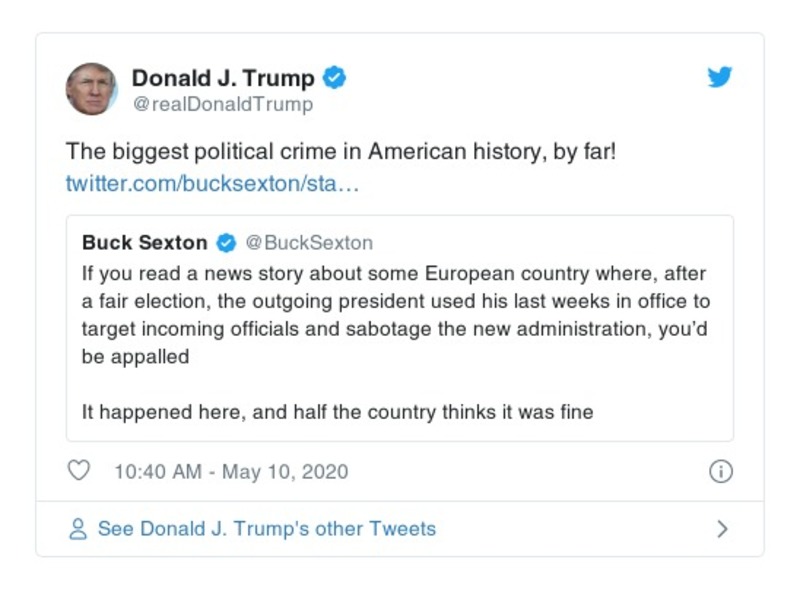 Donald J. Trump
@realDonaldTrump
The biggest political crime in American history, by far!
twitter.com/bucksexton/sta…
Buck Sexton @BuckSexton
If you read a news story about some European country where, after
a fair election, the outgoing president used his last weeks in office to
target incoming officials and sabotage the new administration, you’d
be appalled
It happened here, and half the country thinks it was fine
10:40 AM - May 10, 2020
See Donald J. Trump's other Tweets